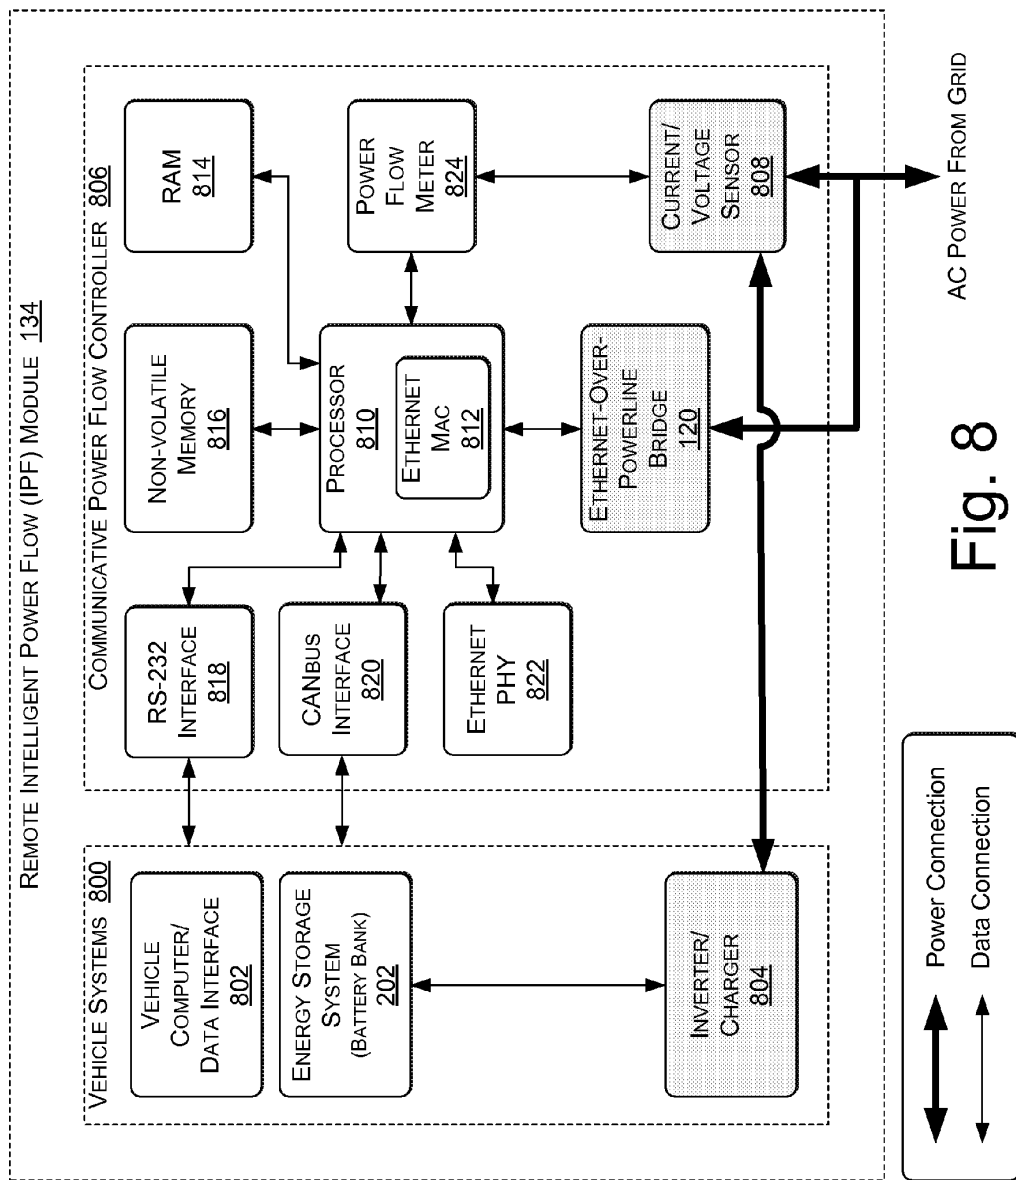 REMOTE INTELLIGENT POWER FLOW (IPF) MODULE 134
VEHICLE SYSTEMS 800
VEHICLE
COMPUTER/
DATA INTERFACE
802
ENERGY STORAGE
SYSTEM
(BATTERY BANK)
202
INVERTER/
CHARGER
804
COMMUNICATIVE POWER FLOW CONTROLLER 806
RS-232
INTERFACE
818
CANBUS
INTERFACE
820
ETHERNET
PHY
822
NON-VOLATILE
MEMORY
816
PROCESSOR
810
ETHERNET
MAC
812
ETHERNET-OVER-
POWERLINE
BRIDGE
120
RAM
814
POWER
FLOW
METER
824
CURRENT/
VOLTAGE
SENSOR
808
AC POWER FROM GRID
Power Connection
Data Connection
Fig. 8